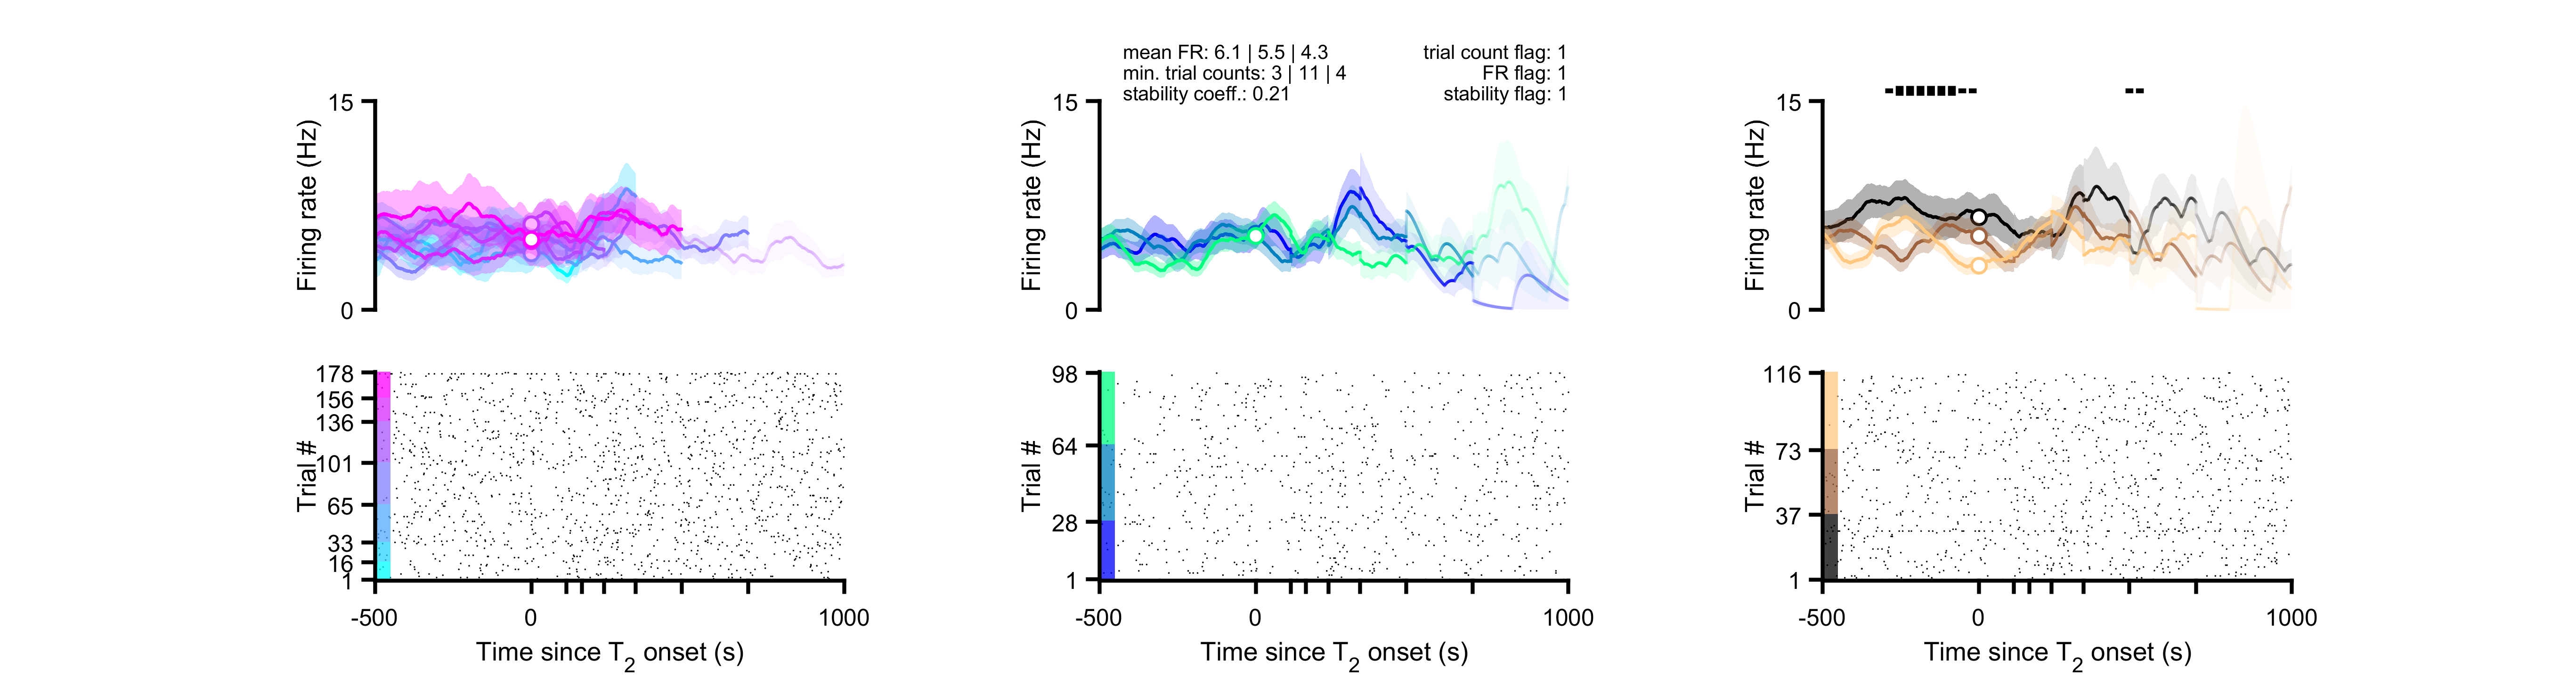 mean FR: 6.1 | 5.5 | 4.3
trial count flag: 1
min. trial counts: 3 | 11 | 4
FR flag: 1
stability coeff.: 0.21
stability flag: 1
15
Firing rate (Hz)
0
15
Firing rate (Hz)
0
15
Firing rate (Hz)
0
178
156
136
101
65
33
16
1
Trial #
-500
0
1000
Time since T2 onset (s)
98
64
28
1
Trial #
-500
0
1000
Time since T2 onset (s)
116
73
37
1
Trial #
-500
0
1000
Time since T2 onset (s)